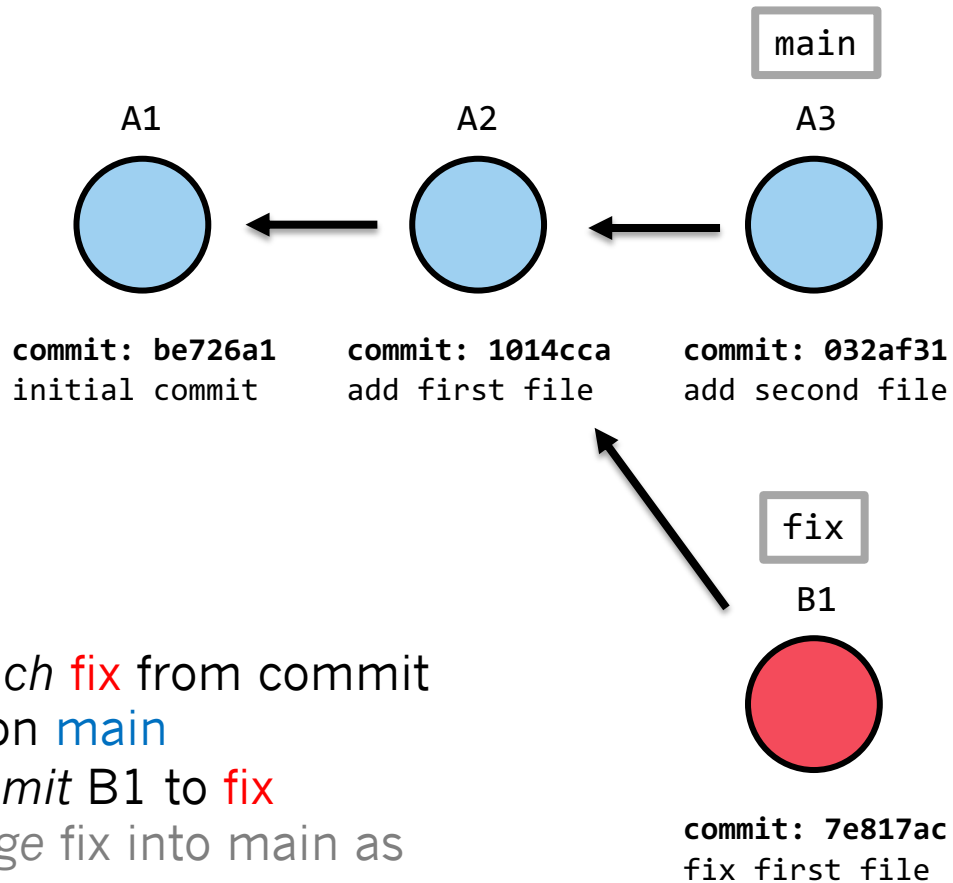 main
A1 A2 A3
commit: be726a1 commit: 1014cca commit: 032af31
initial commit add first file add second file
fix
B1
ch fix from commit
on main
mit B1 to fix
ge fix into main as
commit: 7e817ac
fix first file